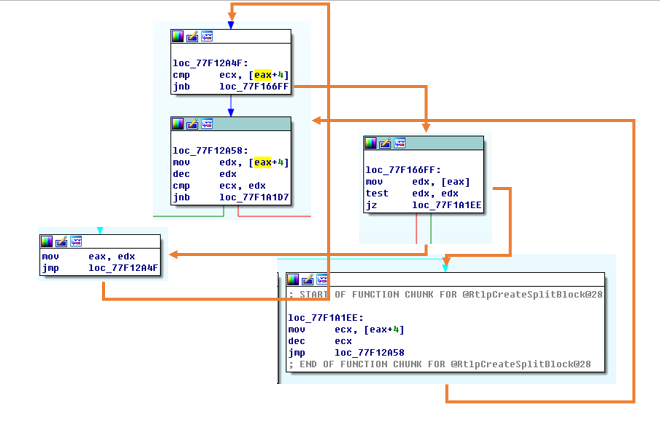 loc_77F12A4F:
cmp ecx, [eax+4]
jnb loc_77F166FF
loc_77F12A58:
mov edx, [eax+4]
dec edx
cmp ecx, edx
jnb loc_77F1A1D7
loc_77F166FF:
mov edx, [eax]
test edx, edx
jz loc_77F1A1EE
mov eax, edx
jmp loc_77F12A4F
; START OF FUNCTION CHUNK FOR @RtlpCreateSplitBlock@28
loc_77F1A1EE:
mov ecx, [eax+4]
dec ecx
jmp loc_77F12A58
; END OF FUNCTION CHUNK FOR @RtlpCreateSplitBlock@28